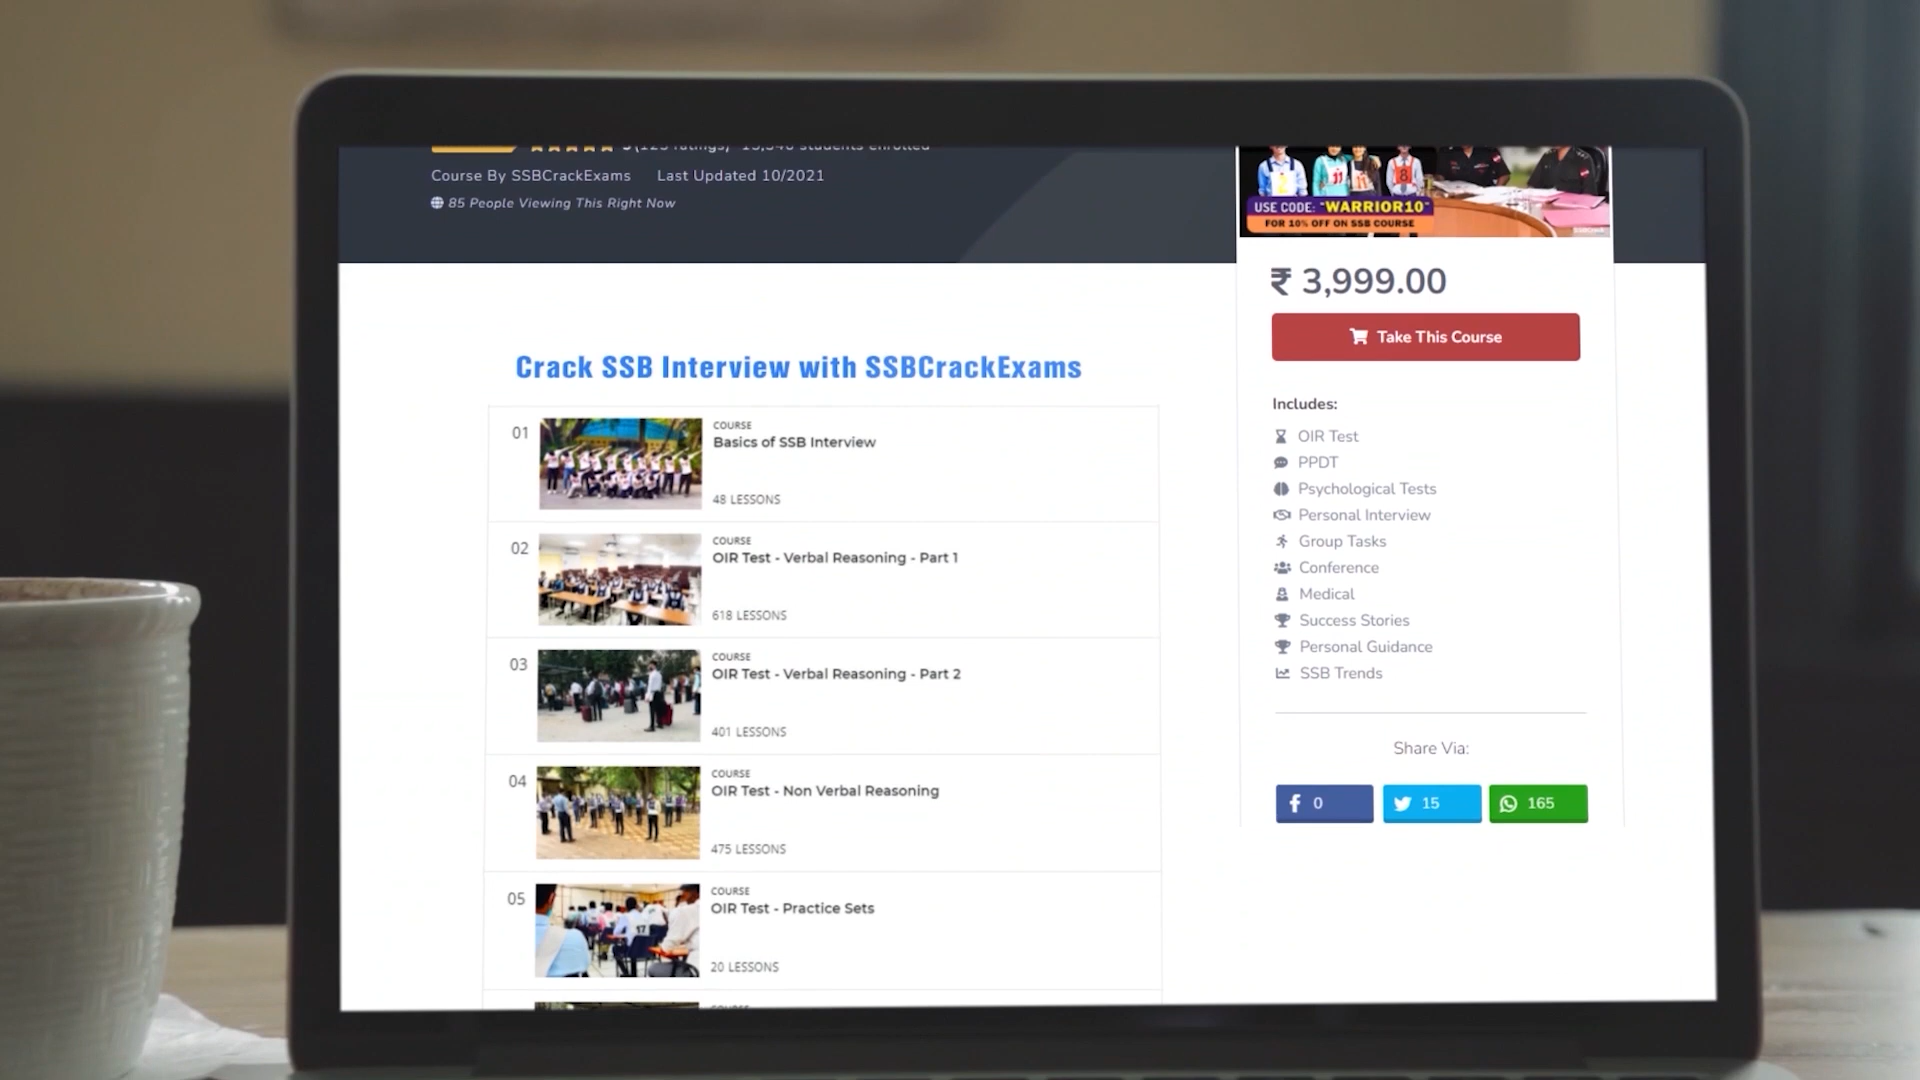 Course By SSBCrackExams Last Updated 10/2021
85 People Viewing This Right Now
USE CODE: "WARRIOR10"
FOR 10% OFF ON SSB COURSE
₹ 3,999.00
Take This Course
Crack SSB Interview with SSBCrackExams
01
COURSE
Basics of SSB Interview
48 LESSONS
02
COURSE
OIR Test - Verbal Reasoning - Part 1
618 LESSONS
03
COURSE
OIR Test - Verbal Reasoning - Part 2
401 LESSONS
04
COURSE
OIR Test - Non Verbal Reasoning
475 LESSONS
05
COURSE
OIR Test - Practice Sets
20 LESSONS
Includes:
OIR Test
PPDT
Psychological Tests
Personal Interview
Group Tasks
Conference
Medical
Success Stories
Personal Guidance
SSB Trends
Share Via:
0
15
165